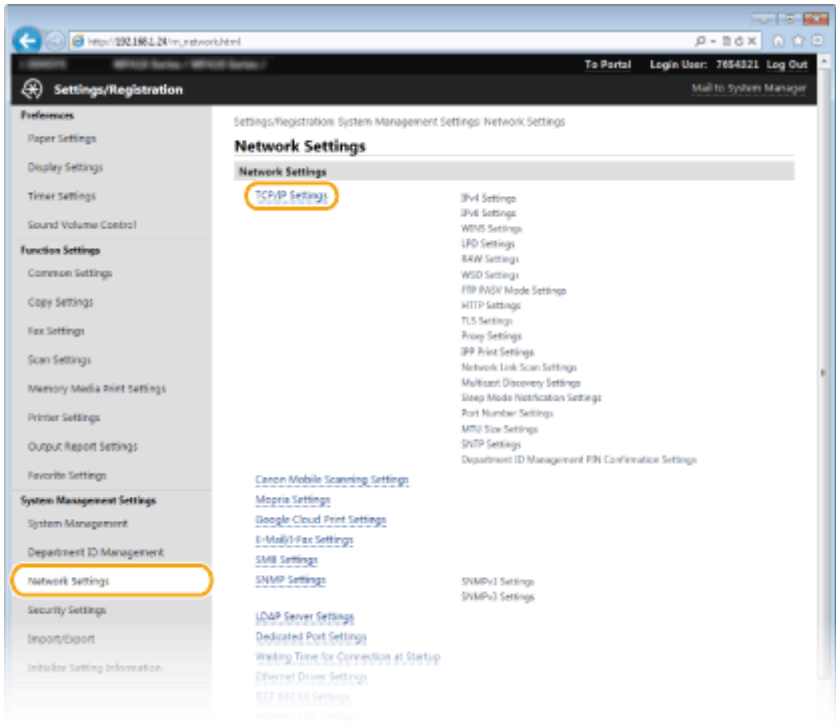 http://192.168.1.24/m_network.html
To Portal Login User: 7654321 Log Out
Settings/Registration
Mail to System Manager
Preferences
Paper Settings
Display Settings
Timer Settings
Sound Volume Control
Function Settings
Common Settings
Copy Settings
Fax Settings
Scan Settings
Memory Media Print Settings
Printer Settings
Output Report Settings
Favorite Settings
System Management Settings
System Management
Department ID Management
Network Settings
Security Settings
Import/Export
Initialize Setting Information
Settings/Registration: System Management Settings: Network Settings
Network Settings
Network Settings
TCP/IP Settings
IPv4 Settings
IPv6 Settings
WINS Settings
LPD Settings
RAW Settings
WSD Settings
FTP PASV Mode Settings
HTTP Settings
TLS Settings
Proxy Settings
IPP Print Settings
Network Link Scan Settings
Multicast Discovery Settings
Sleep Mode Notification Settings
Port Number Settings
MTU Size Settings
SNTP Settings
Department ID Management PIN Confirmation Settings
Canon Mobile Scanning Settings
Mopria Settings
Google Cloud Print Settings
E-Mail/I-Fax Settings
SMB Settings
SNMP Settings
SNMPv1 Settings
SNMPv3 Settings
LDAP Server Settings
Dedicated Port Settings
Waiting Time for Connection at Startup
Ethernet Driver Settings
IEEE 802.1X Settings